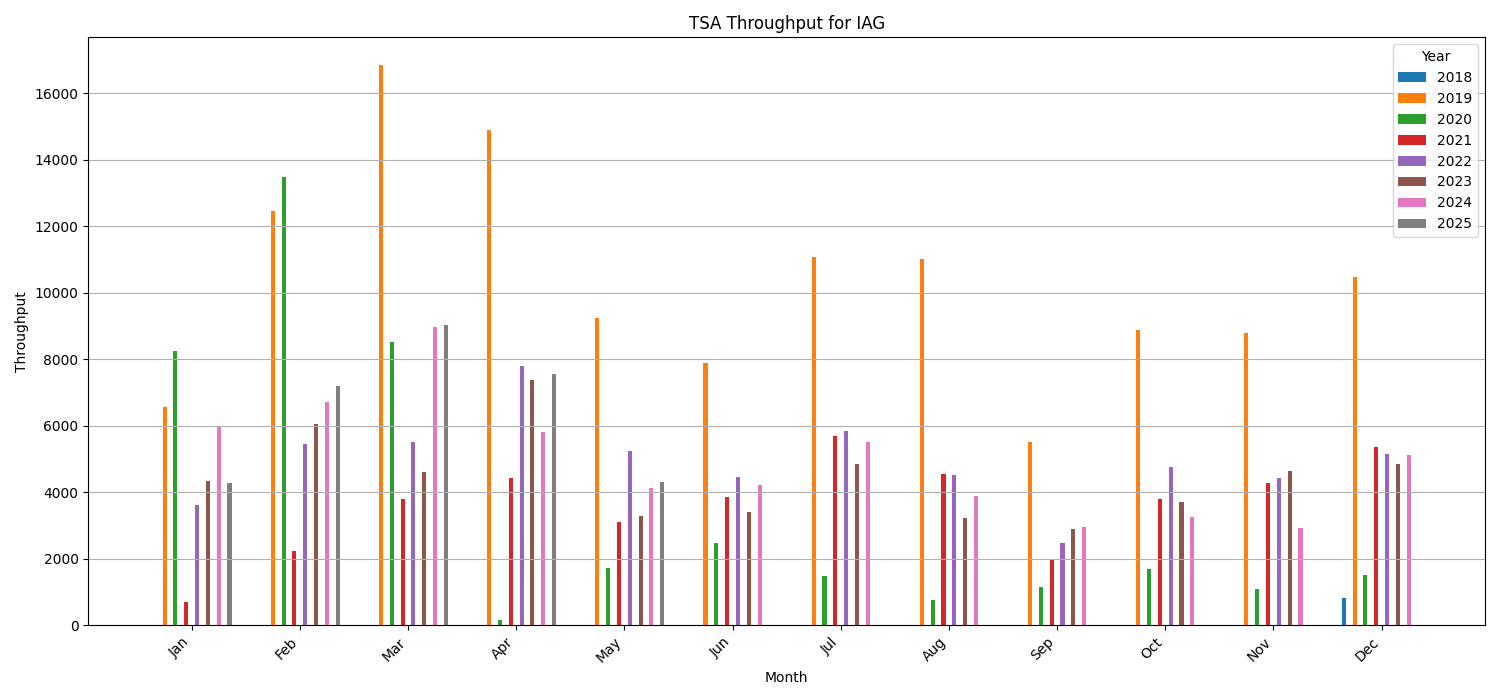 TSA Throughput for IAG
Year
2018
2019
2020
2021
2022
2023
2024
2025
Throughput
16000
14000
12000
10000
8000
6000
4000
2000
0
Jan
Feb
Mar
Apr
May
Jun
Jul
Aug
Sep
Oct
Nov
Dec
Month